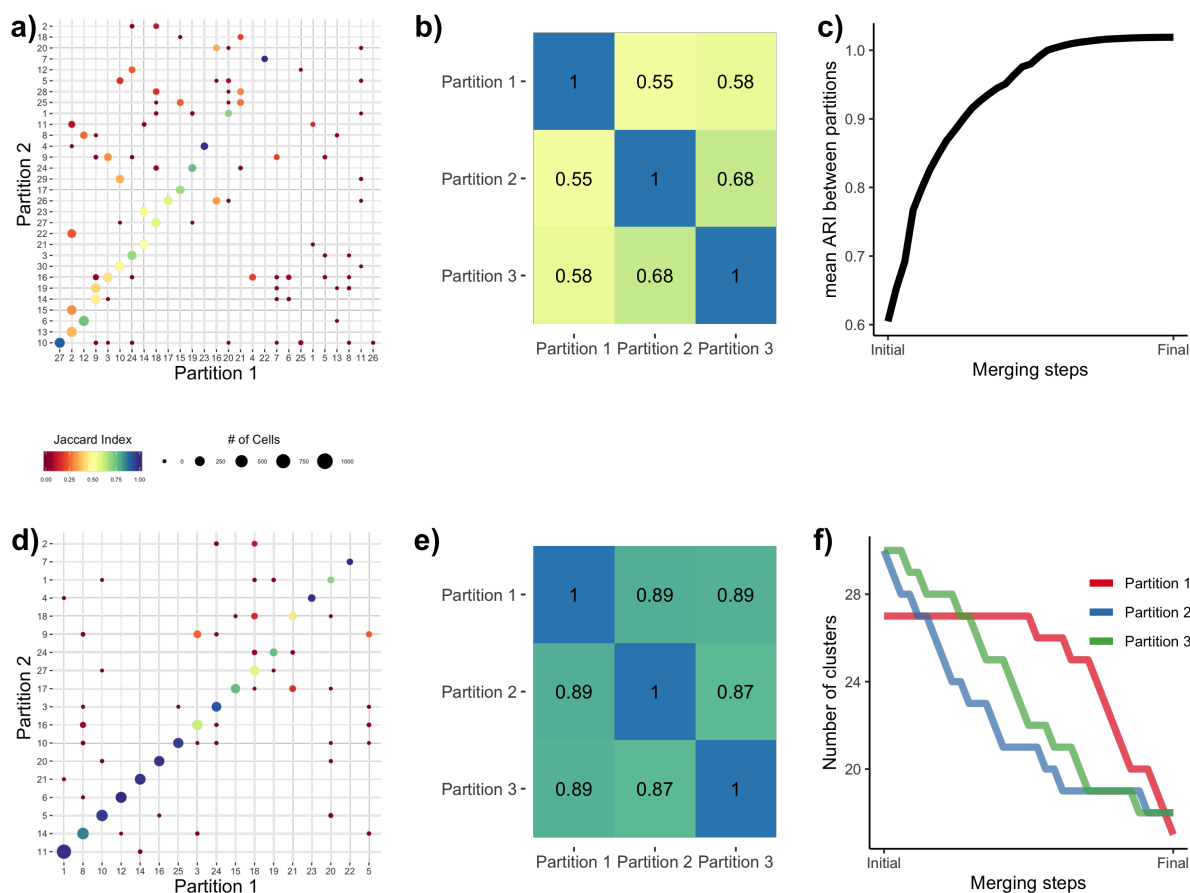 a)
Partition 2
2
18
20
7
12
5
28
25
1
11
8
4
9
24
29
17
26
23
27
22
21
3
30
16
19
14
15
6
13
10
27 2 12 9 3 10 24 14 18 17 15 19 23 16 20 4 22 7 6 25 1 5 13 8 11 26
Partition 1
b)
Partition 1
1 0.55 0.58
Partition 2
0.55 1 0.68
Partition 3
0.58 0.68 1
Partition 1 Partition 2 Partition 3
c)
mean ARI between partitions
1.0
0.9
0.8
0.7
0.6
Initial Final
Merging steps
Jaccard Index
0.00 0.25 0.50 0.75 1.00
# of Cells
0 250 500 750 1000
d)
Partition 2
2
7
1
4
18
9
24
27
17
3
16
10
20
21
6
5
14
11
1 8 10 12 14 16 25 3 24 15 18 19 21 20 23 22 5
Partition 1
e)
Partition 1
1 0.89 0.89
Partition 2
0.89 1 0.87
Partition 3
0.89 0.87 1
Partition 1 Partition 2 Partition 3
f)
Number of clusters
28
24
20
Partition 1
Partition 2
Partition 3
Initial Final
Merging steps